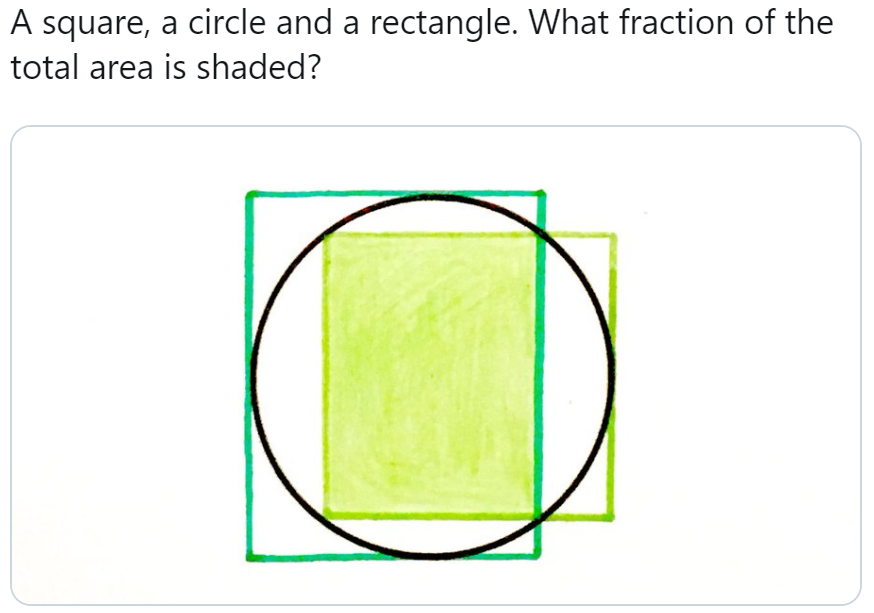 A square, a circle and a rectangle. What fraction of the
total area is shaded?